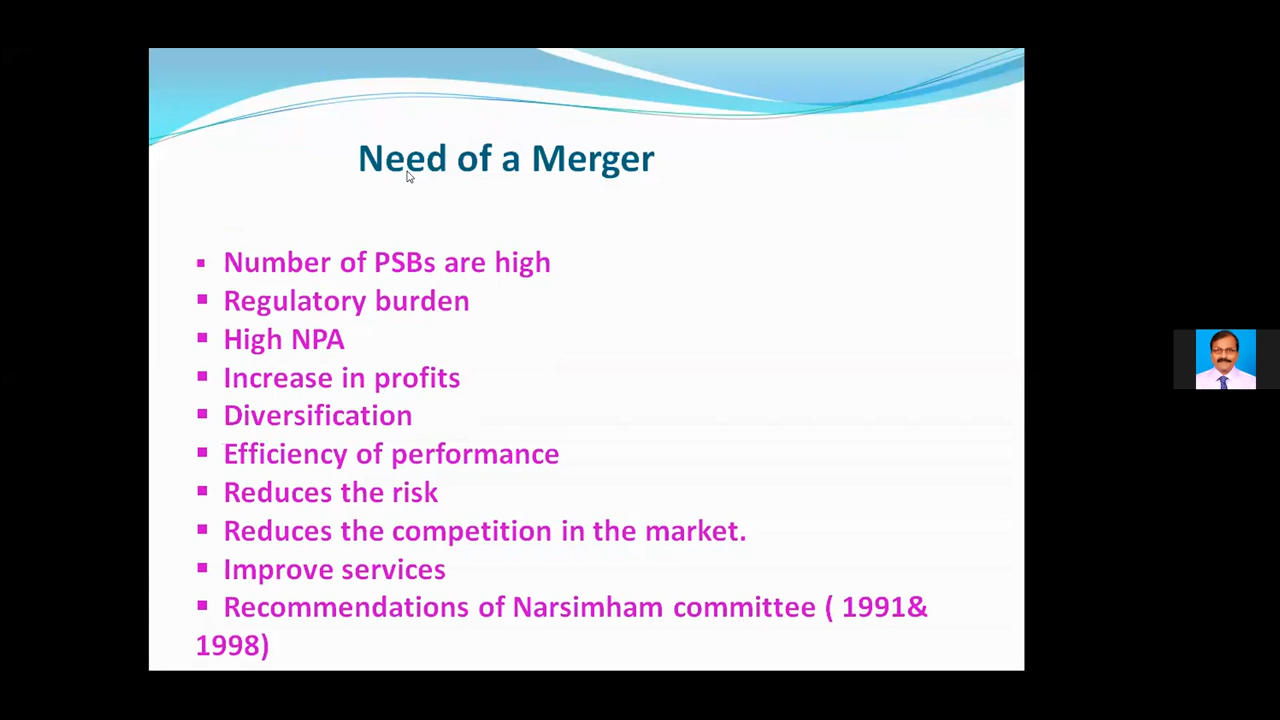 Need of a Merger
▪ Number of PSBs are high
▪ Regulatory burden
▪ High NPA
▪ Increase in profits
▪ Diversification
▪ Efficiency of performance
▪ Reduces the risk
▪ Reduces the competition in the market.
▪ Improve services
▪ Recommendations of Narsimham committee ( 1991&
1998)